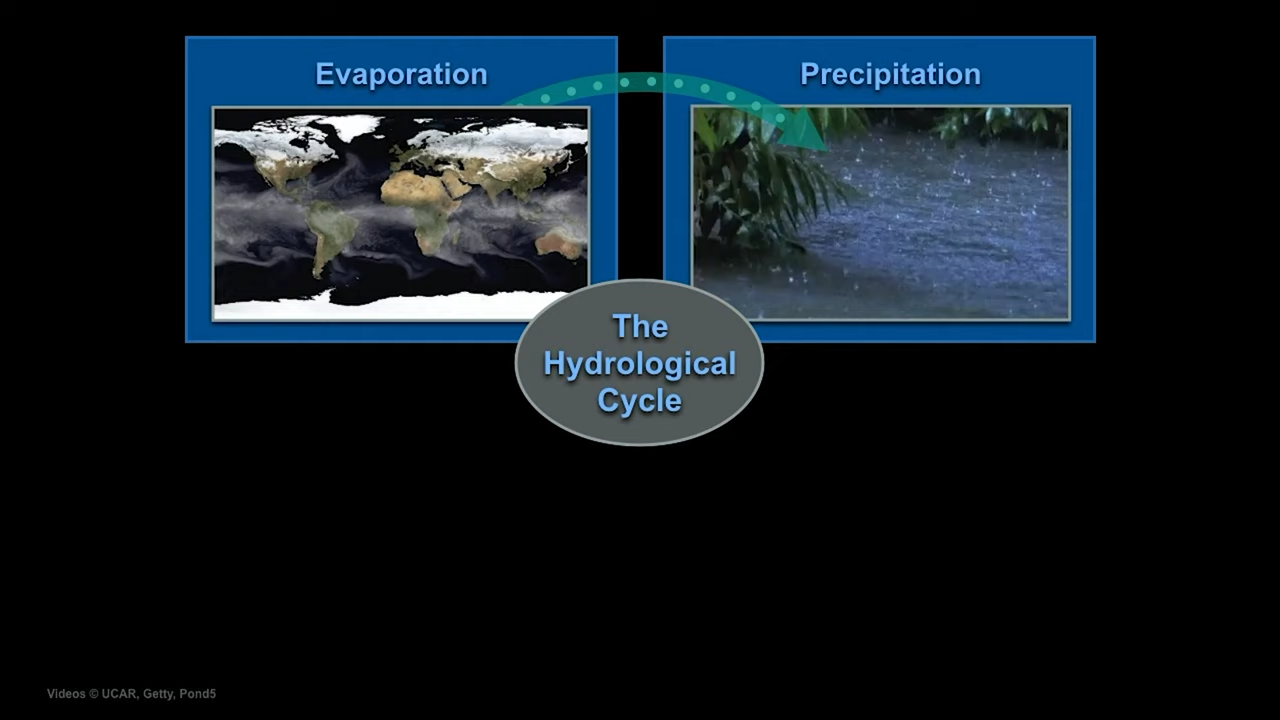 Evaporation
Precipitation
The
Hydrological
Cycle
Videos © UCAR, Getty, Pond5